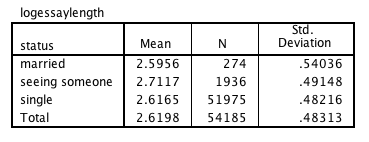 logessaylength
status Mean N Std. Deviation
married 2.5956 274 .54036
seeing someone 2.7117 1936 .49148
single 2.6165 51975 .48216
Total 2.6198 54185 .48313